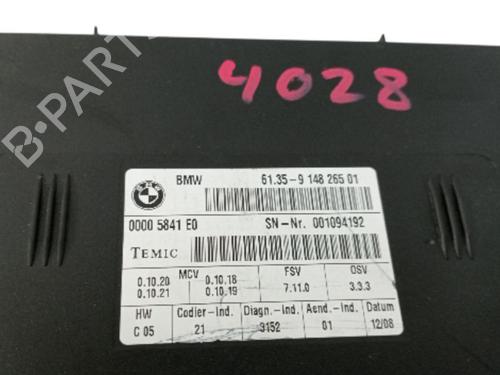 4028
BMW 61.35-9 148 265 01
0000 5841 E0 SN-Nr. 001094192
TEMIC
MCV FSV OSV
0.10.20 0.10.18
0.10.21 0.10.19 7.11.0 3.3.3
HW Codier-Ind. Diagn.-Ind. Aend.-Ind. Datum
C 05 21 3152 01 12/08